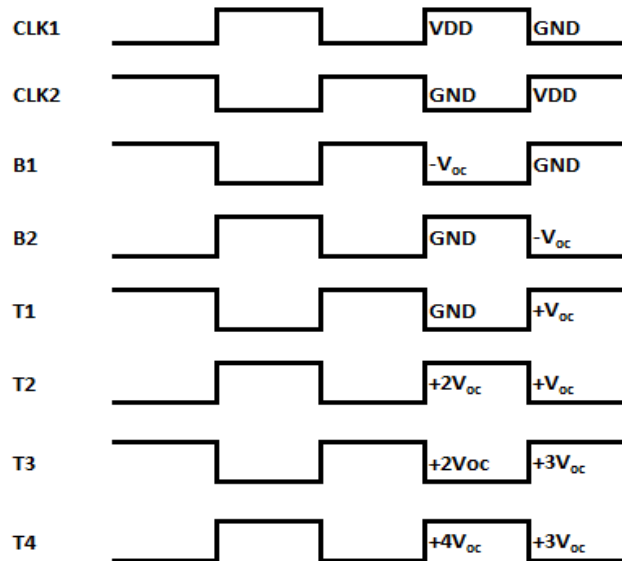 CLK1 VDD GND
CLK2 GND VDD
B1 -Voc GND
B2 GND -Voc
T1 GND +Voc
T2 +2Voc +Voc
T3 +2Voc +3Voc
T4 +4Voc +3Voc